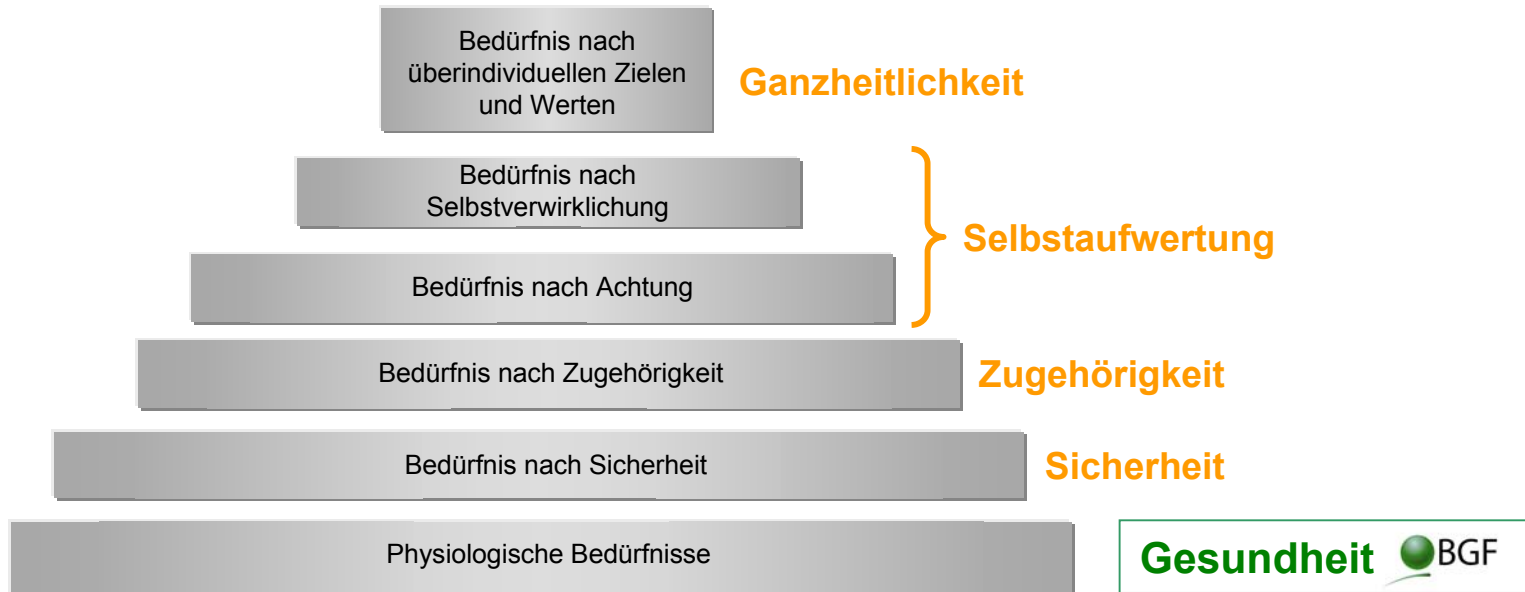 Bedürfnis nach
überindividuellen Zielen
und Werten
Ganzheitlichkeit
Bedürfnis nach
Selbstverwirklichung
Selbstaufwertung
Bedürfnis nach Achtung
Bedürfnis nach Zugehörigkeit
Zugehörigkeit
Bedürfnis nach Sicherheit
Sicherheit
Physiologische Bedürfnisse
Gesundheit
BGF